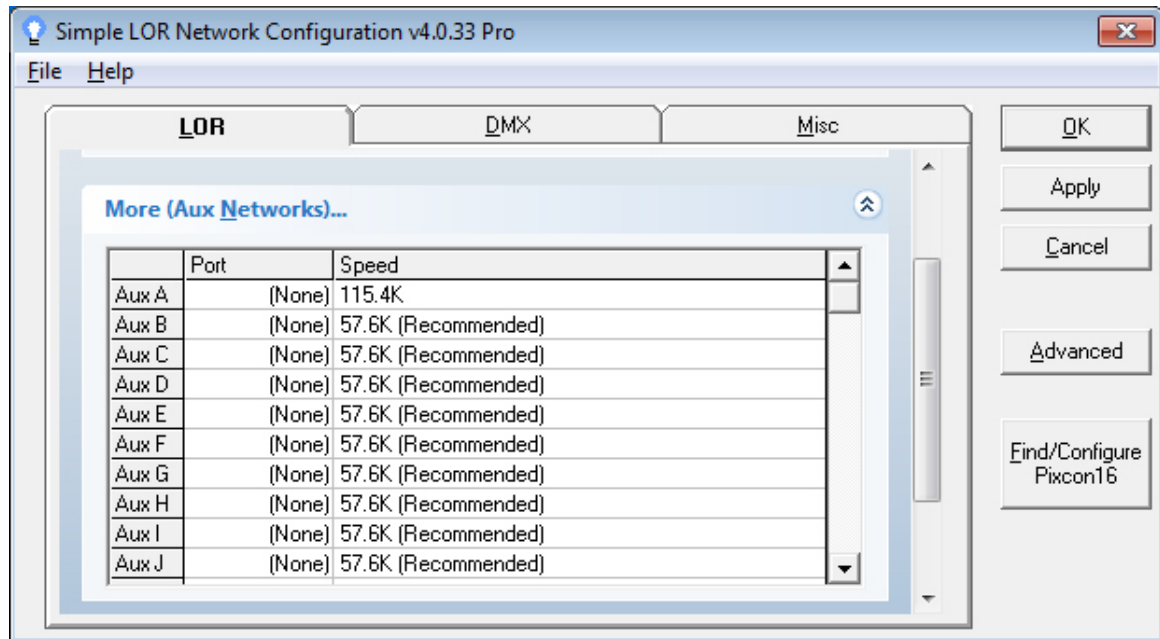 Simple LOR Network Configuration v4.0.33 Pro
File Help
LOR DMX Misc
More (Aux Networks)...
Port Speed
Aux A (None) 115.4K
Aux B (None) 57.6K (Recommended)
Aux C (None) 57.6K (Recommended)
Aux D (None) 57.6K (Recommended)
Aux E (None) 57.6K (Recommended)
Aux F (None) 57.6K (Recommended)
Aux G (None) 57.6K (Recommended)
Aux H (None) 57.6K (Recommended)
Aux I (None) 57.6K (Recommended)
Aux J (None) 57.6K (Recommended)
OK
Apply
Cancel
Advanced
Find/Configure
Pixcon16